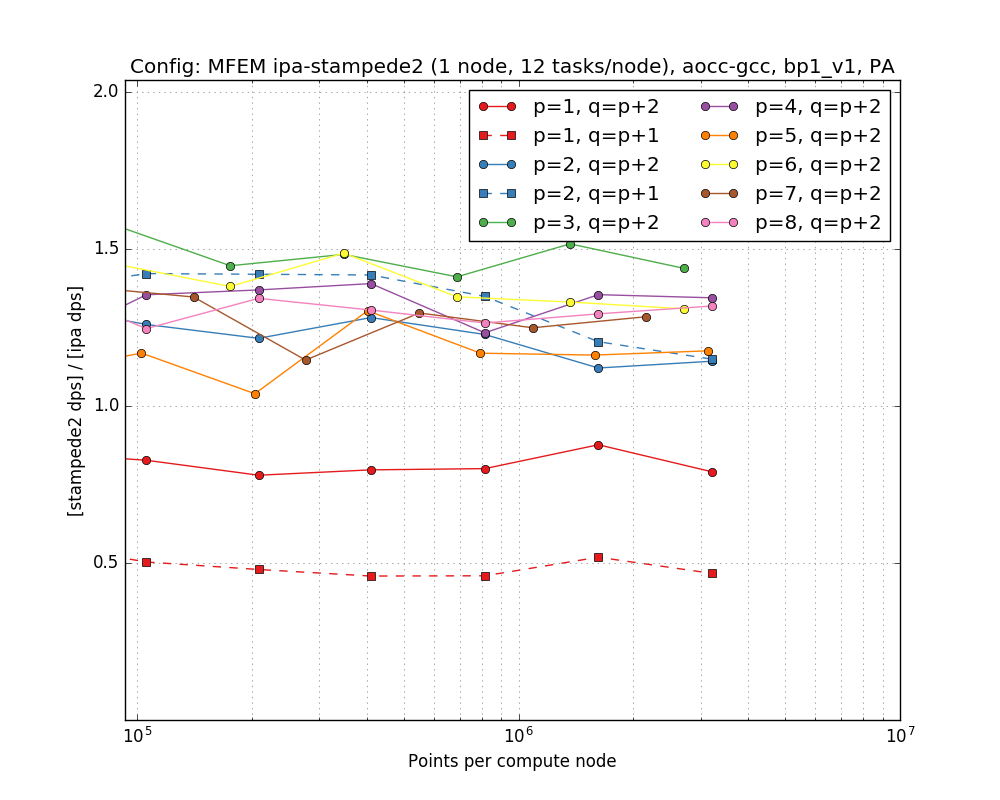 Config: MFEM ipa-stampede2 (1 node, 12 tasks/node), aocc-gcc, bp1_v1, PA
p=1, q=p+2
p=1, q=p+1
p=2, q=p+2
p=2, q=p+1
p=3, q=p+2
p=4, q=p+2
p=5, q=p+2
p=6, q=p+2
p=7, q=p+2
p=8, q=p+2
2.0
1.5
1.0
0.5
[stampede2 dps] / [ipa dps]
10^5
10^6
10^7
Points per compute node